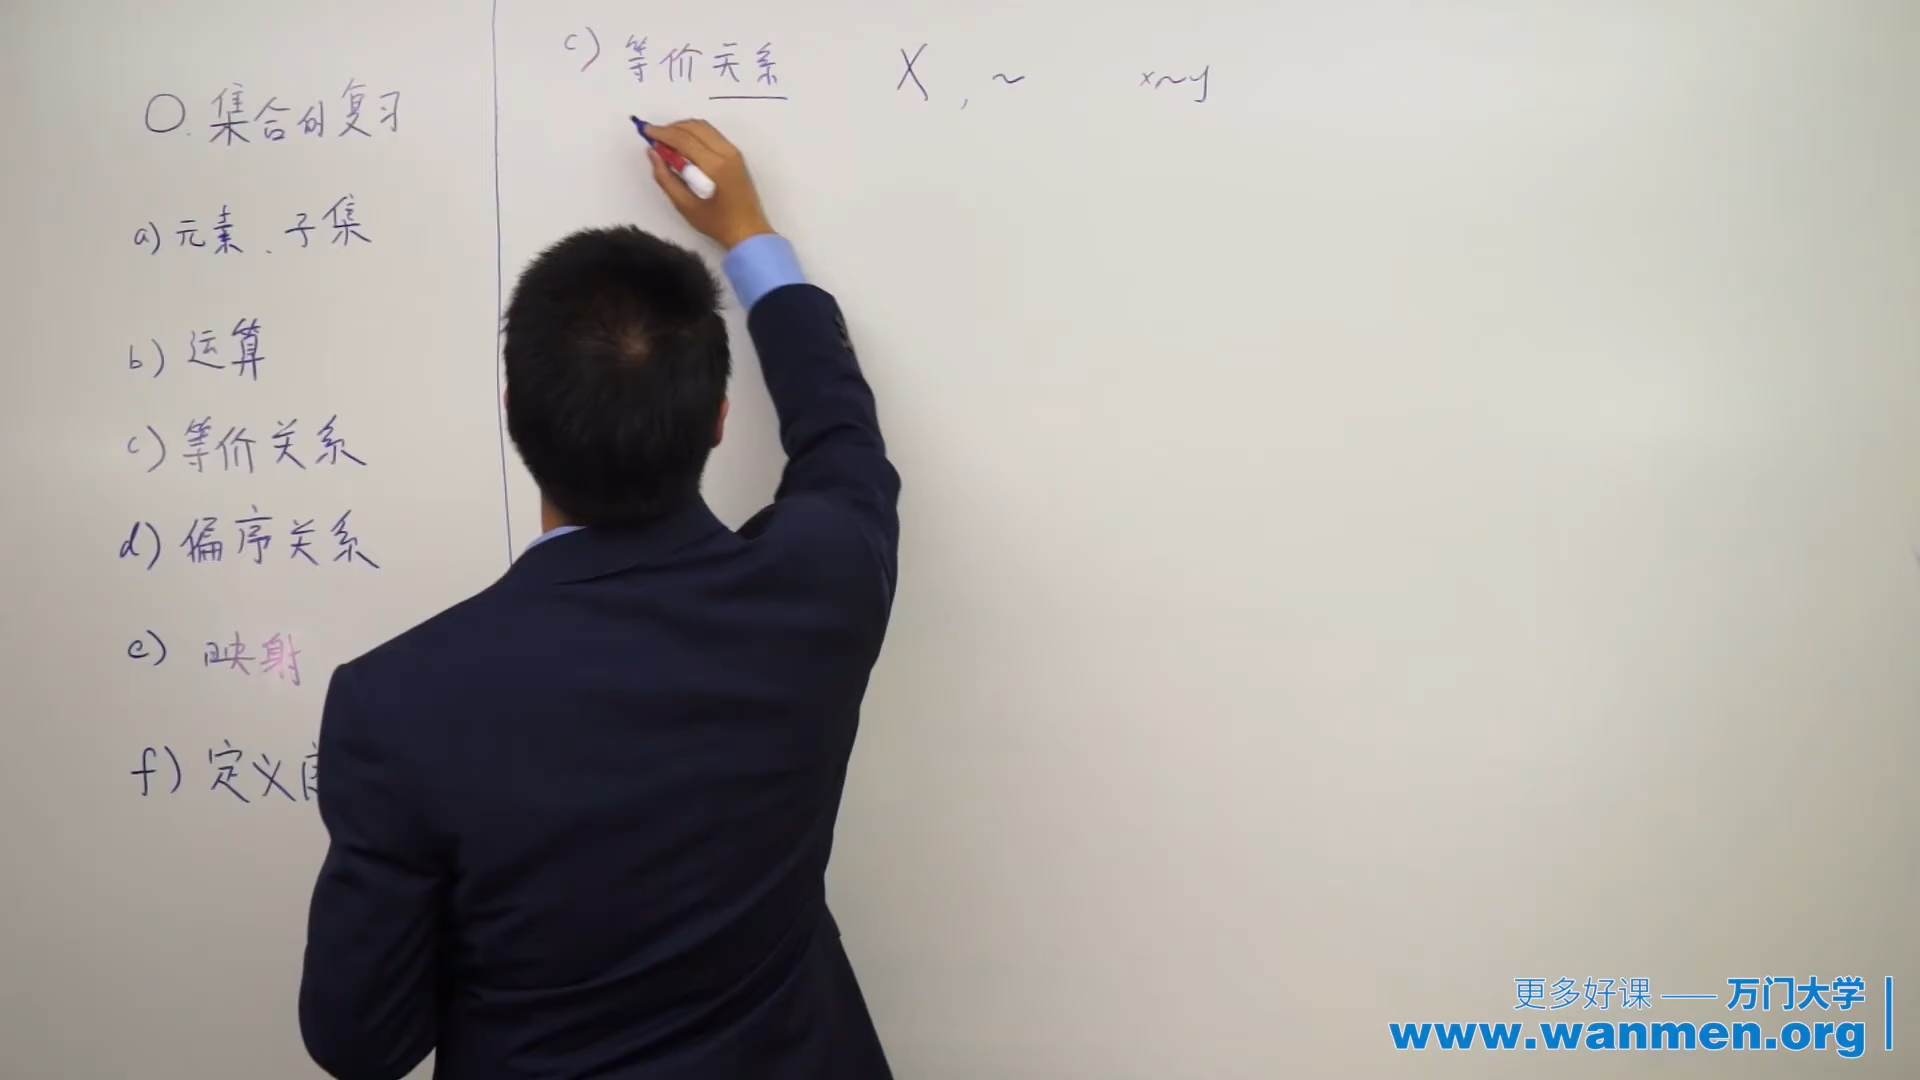 0. 集合的复习
a) 元素、子集
b) 运算
c) 等价关系
d) 偏序关系
e) 映射
f) 定义
c) 等价关系 X, ~ x~y
更多好课 —— 万门大学
www.wanmen.org